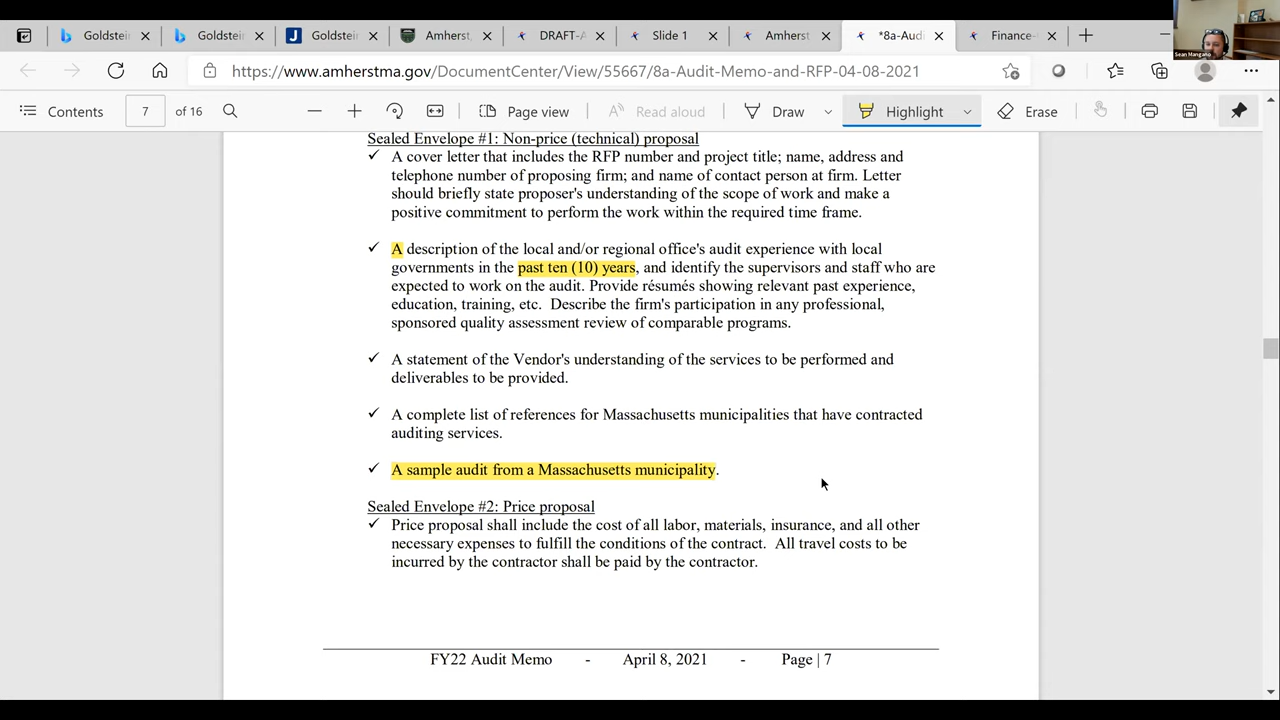 Goldstein
Goldstein
Goldstein
Amherst,
DRAFT-A
Slide 1
Amherst
*8a-Audi
Finance-
Sean Mangano
https://www.amherstma.gov/DocumentCenter/View/55667/8a-Audit-Memo-and-RFP-04-08-2021
Contents 7 of 16 Page view Read aloud Draw Highlight Erase
Sealed Envelope #1: Non-price (technical) proposal
✓ A cover letter that includes the RFP number and project title; name, address and
telephone number of proposing firm; and name of contact person at firm. Letter
should briefly state proposer's understanding of the scope of work and make a
positive commitment to perform the work within the required time frame.
✓ A description of the local and/or regional office's audit experience with local
governments in the past ten (10) years, and identify the supervisors and staff who are
expected to work on the audit. Provide résumés showing relevant past experience,
education, training, etc. Describe the firm's participation in any professional,
sponsored quality assessment review of comparable programs.
✓ A statement of the Vendor's understanding of the services to be performed and
deliverables to be provided.
✓ A complete list of references for Massachusetts municipalities that have contracted
auditing services.
✓ A sample audit from a Massachusetts municipality.
Sealed Envelope #2: Price proposal
✓ Price proposal shall include the cost of all labor, materials, insurance, and all other
necessary expenses to fulfill the conditions of the contract. All travel costs to be
incurred by the contractor shall be paid by the contractor.
FY22 Audit Memo - April 8, 2021 - Page | 7